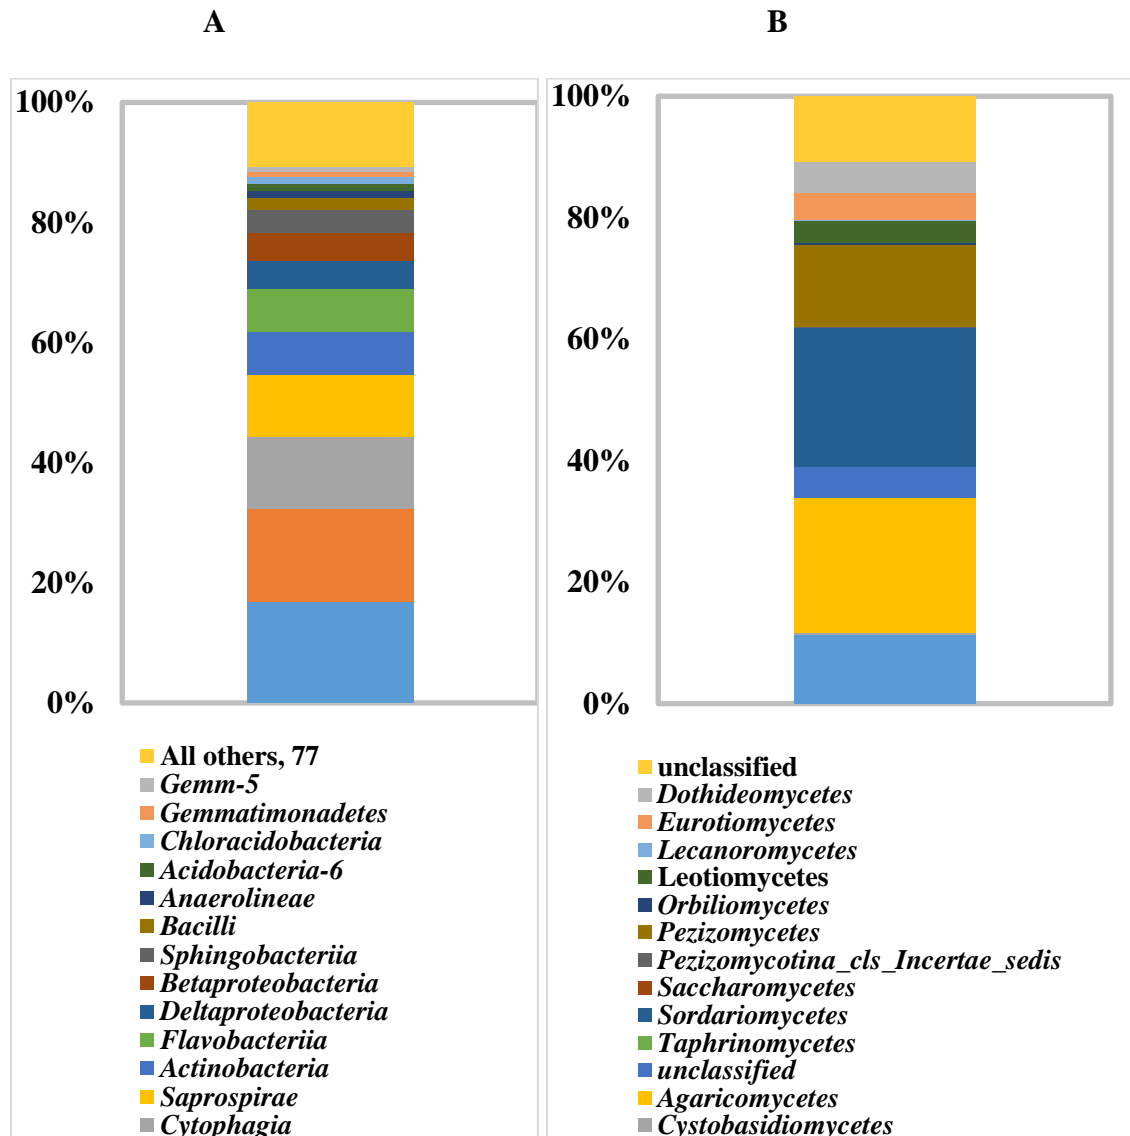 A
B
100%
80%
60%
40%
20%
0%
All others, 77
Gemm-5
Gemmatimonadetes
Chloracidobacteria
Acidobacteria-6
Anaerolineae
Bacilli
Sphingobacteriia
Betaproteobacteria
Deltaproteobacteria
Flavobacteriia
Actinobacteria
Saprospirae
Cytophagia
100%
80%
60%
40%
20%
0%
unclassified
Dothideomycetes
Eurotiomycetes
Lecanoromycetes
Leotiomycetes
Orbiliomycetes
Pezizomycetes
Pezizomycotina_cls_Incertae_sedis
Saccharomycetes
Sordariomycetes
Taphrinomycetes
unclassified
Agaricomycetes
Cystobasidiomycetes